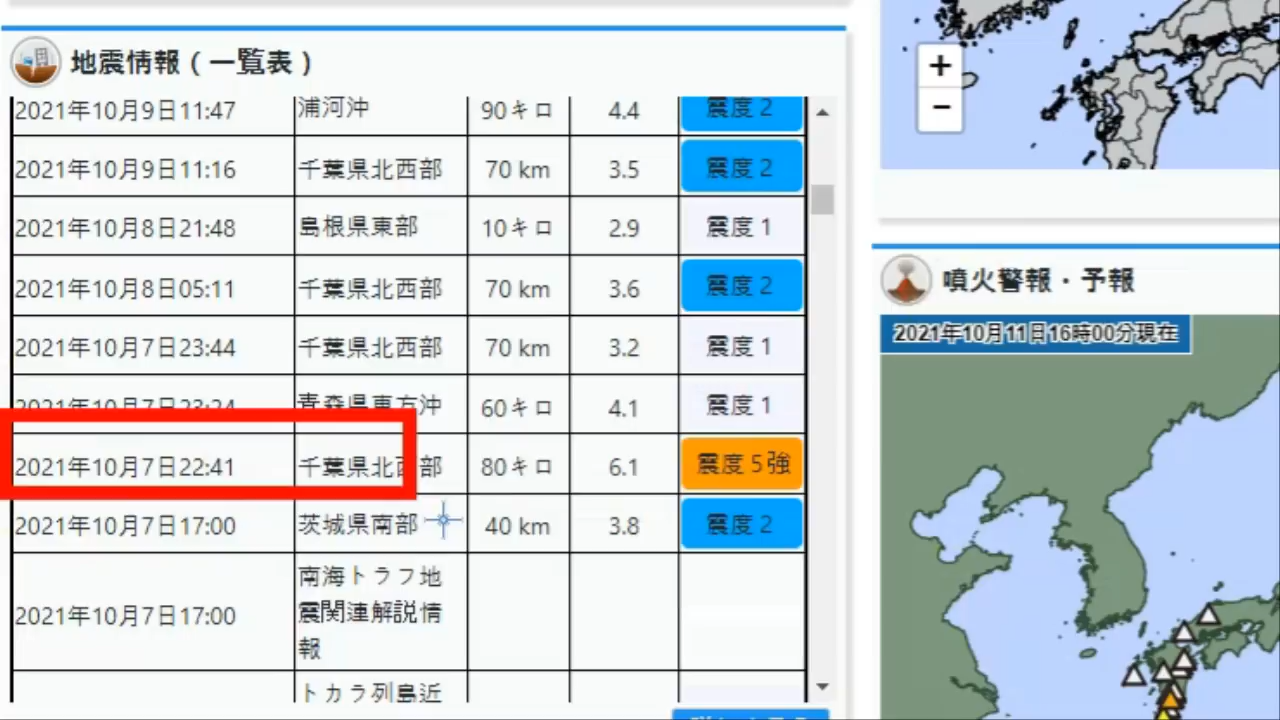 地震情報(一覧表)
2021年10月9日11:47 浦河沖 90キロ 4.4 震度2
2021年10月9日11:16 千葉県北西部 70 km 3.5 震度2
2021年10月8日21:48 島根県東部 10キロ 2.9 震度1
2021年10月8日05:11 千葉県北西部 70 km 3.6 震度2
2021年10月7日23:44 千葉県北西部 70 km 3.2 震度1
2021年10月7日23:24 青森県東方沖 60キロ 4.1 震度1
2021年10月7日22:41 千葉県北西部 80キロ 6.1 震度5強
2021年10月7日17:00 茨城県南部 40 km 3.8 震度2
2021年10月7日17:00 南海トラフ地
震関連解説情
報
トカラ列島近
+
−
噴火警報・予報
2021年10月11日16時00分現在